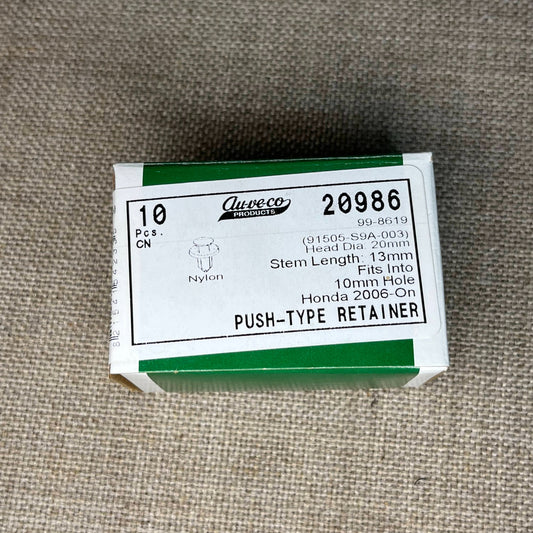 10
Pcs.
CN
au-ve-co
PRODUCTS
20986
99-8619
(91505-S9A-003)
Head Dia. 20mm
Stem Length: 13mm
Fits Into
10mm Hole
Honda 2006-On
Nylon
PUSH-TYPE RETAINER